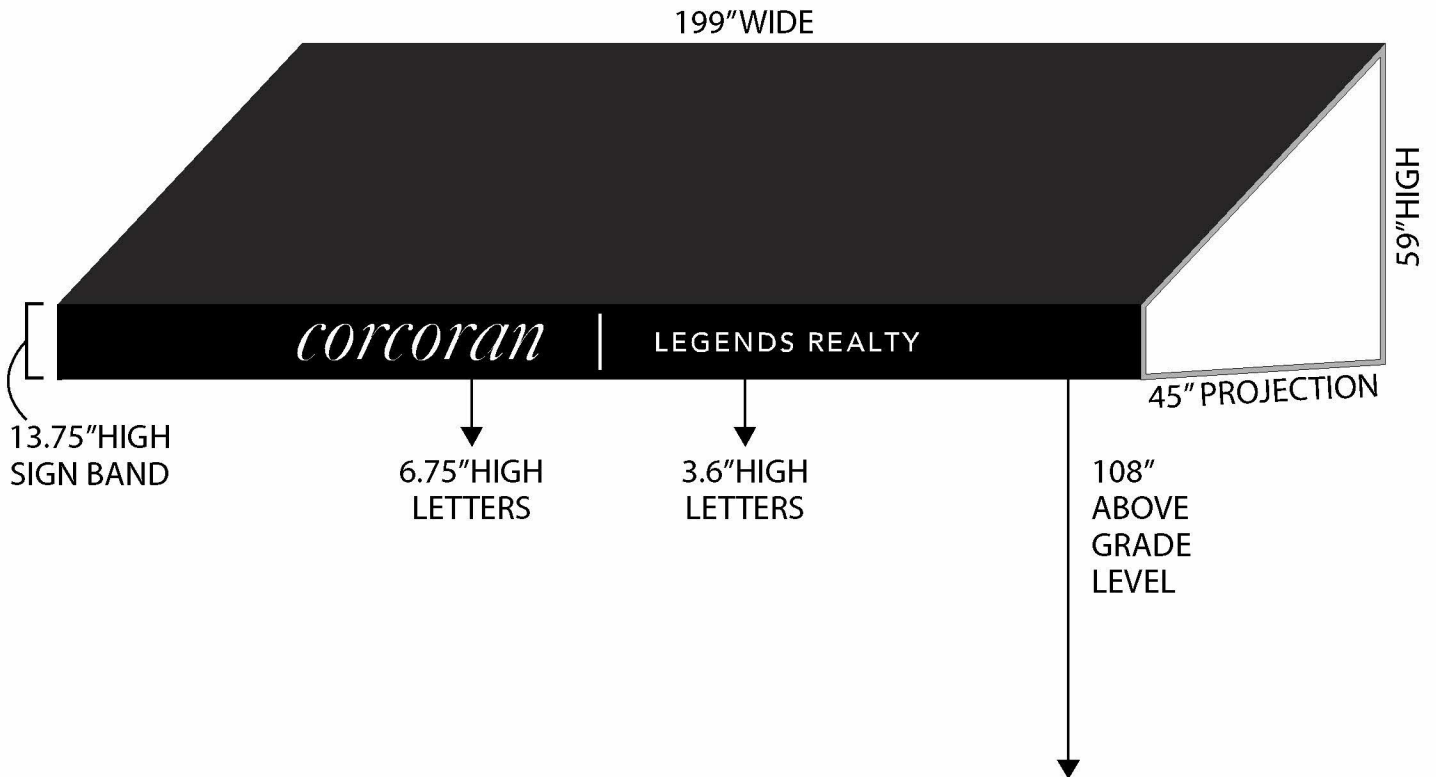 199" WIDE
59" HIGH
corcoran | LEGENDS REALTY
45" PROJECTION
13.75" HIGH
SIGN BAND
6.75" HIGH
LETTERS
3.6" HIGH
LETTERS
108"
ABOVE
GRADE
LEVEL